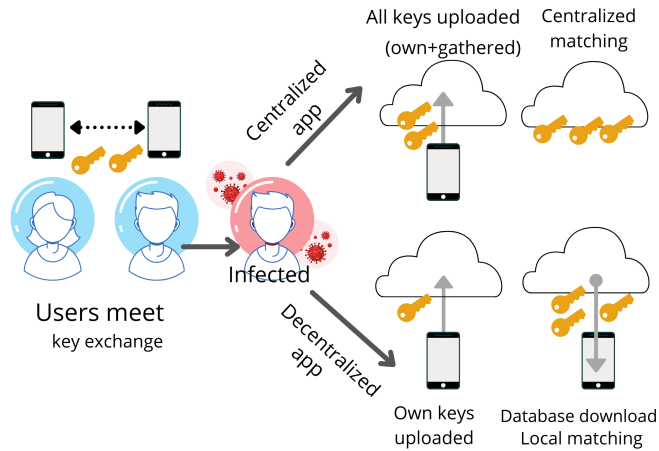 All keys uploaded
(own+gathered)
Centralized
matching
Centralized
app
Infected
Users meet
key exchange
Decentralized
app
Own keys
uploaded
Database download
Local matching